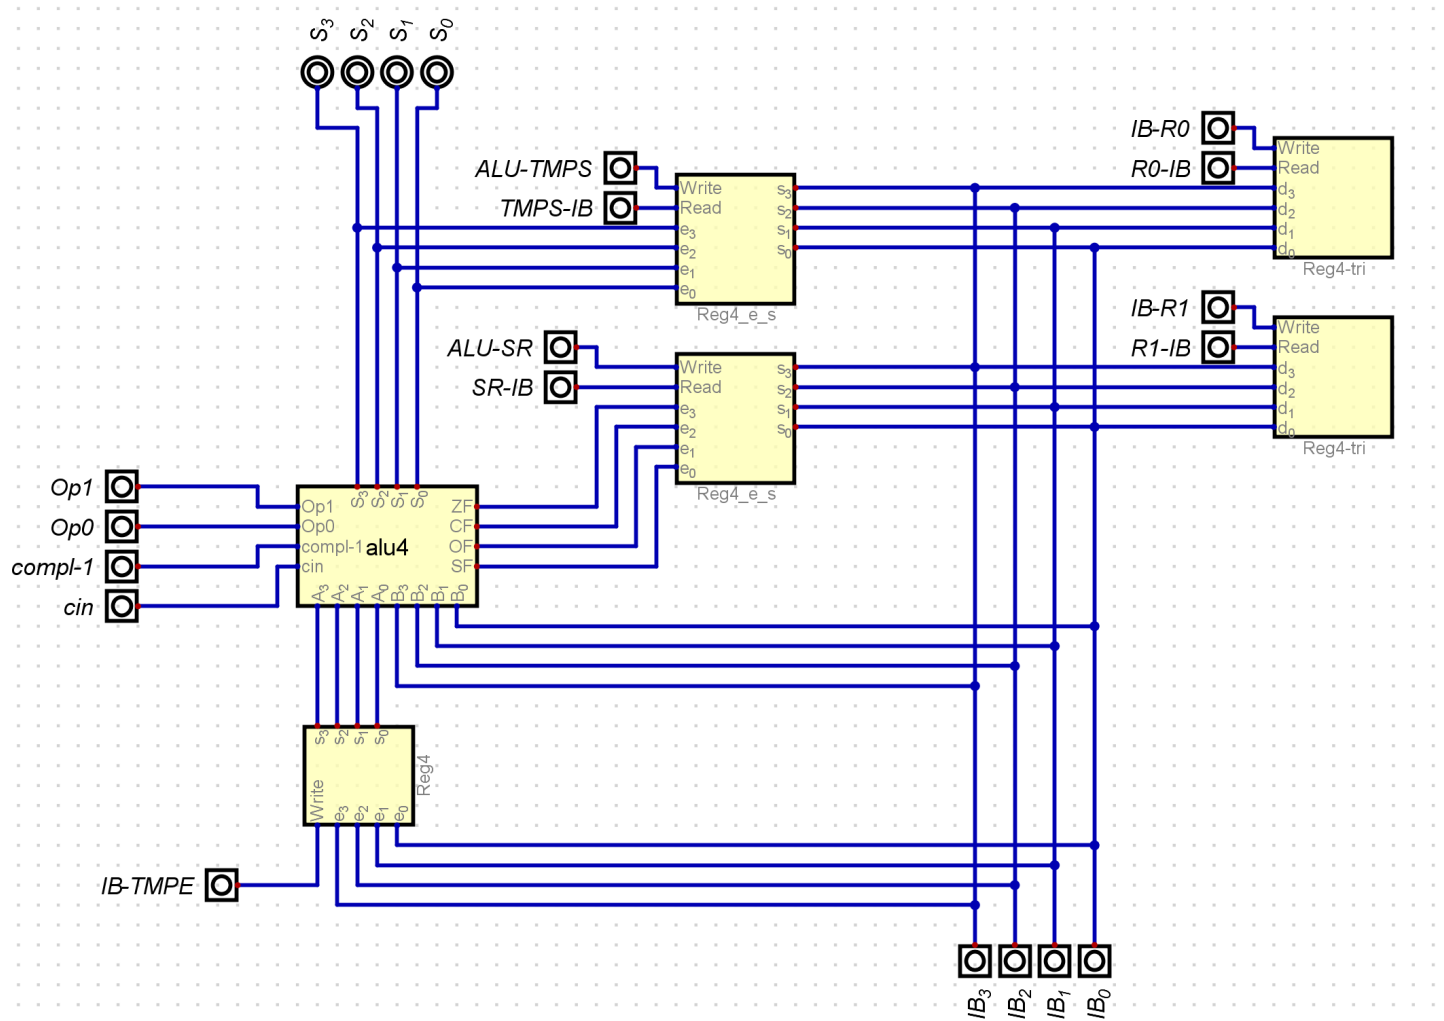 S3 S2 S1 S0
IB-R0
Write
R0-IB
Read
d3
d2
d1
d0
Reg4-tri
ALU-TMPS
Write
s3
TMPS-IB
Read
s2
e3
s1
e2
s0
e1
e0
Reg4_e_s
IB-R1
Write
R1-IB
Read
d3
d2
d1
d0
Reg4-tri
ALU-SR
Write
s3
SR-IB
Read
s2
e3
s1
e2
s0
e1
e0
Reg4_e_s
Op1
Op0
compl-1
cin
S3 S2 S1 S0
Op1
ZF
Op0
CF
compl-1
alu4
OF
cin
SF
A3 A2 A1 A0 B3 B2 B1 B0
s3 s2 s1 s0
Reg4
Write e3 e2 e1 e0
IB-TMPE
IB3 IB2 IB1 IB0